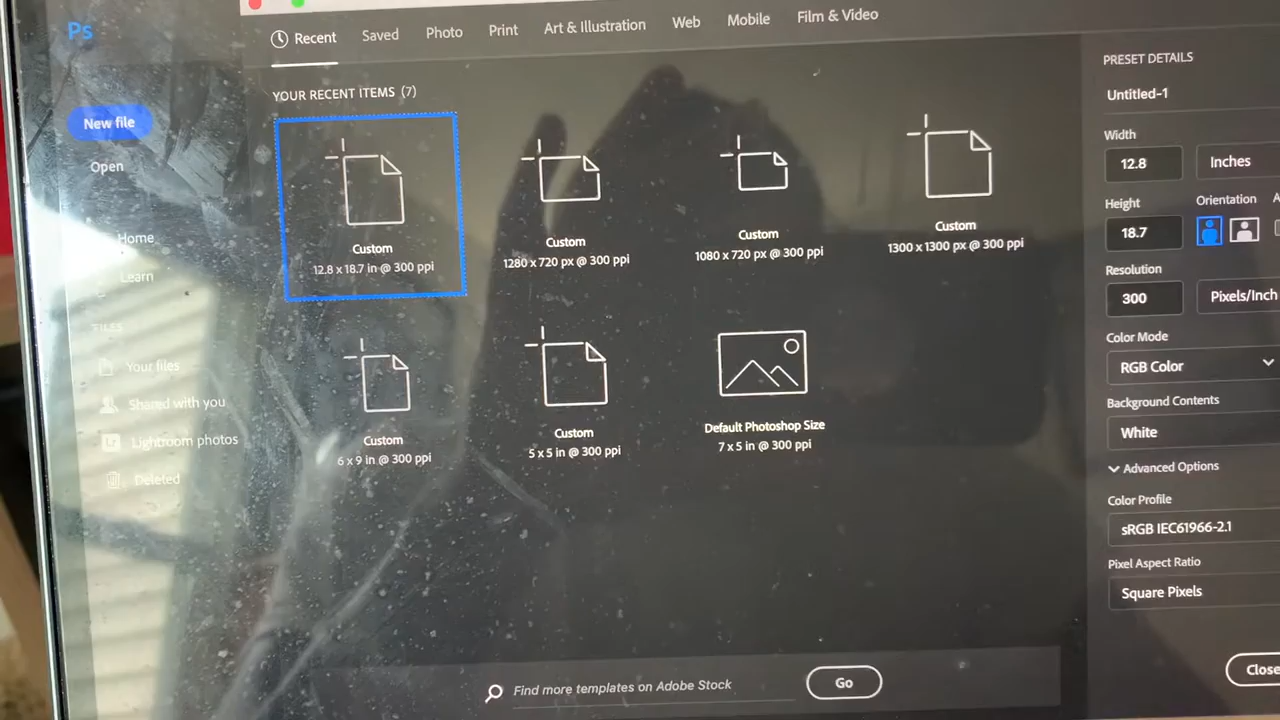 Ps
New file
Open
Home
Learn
FILES
Your files
Shared with you
Lightroom photos
Deleted
Recent
Saved
Photo
Print
Art & Illustration
Web
Mobile
Film & Video
YOUR RECENT ITEMS (7)
Custom
12.8 x 18.7 in @ 300 ppi
Custom
1280 x 720 px @ 300 ppi
Custom
1080 x 720 px @ 300 ppi
Custom
1300 x 1300 px @ 300 ppi
Custom
6 x 9 in @ 300 ppi
Custom
5 x 5 in @ 300 ppi
Default Photoshop Size
7 x 5 in @ 300 ppi
Find more templates on Adobe Stock
Go
PRESET DETAILS
Untitled-1
Width
12.8 Inches
Height
Orientation
18.7
Resolution
300 Pixels/Inch
Color Mode
RGB Color
Background Contents
White
Advanced Options
Color Profile
sRGB IEC61966-2.1
Pixel Aspect Ratio
Square Pixels
Close